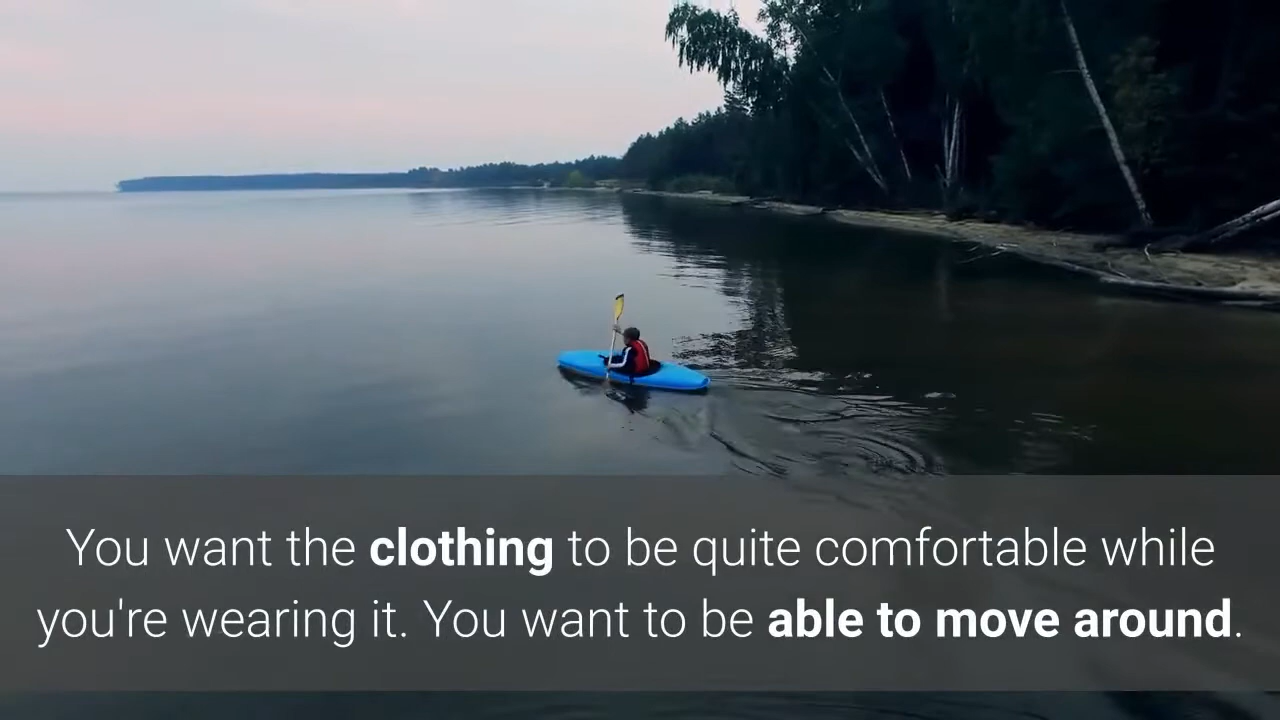 You want the clothing to be quite comfortable while
you're wearing it. You want to be able to move around.